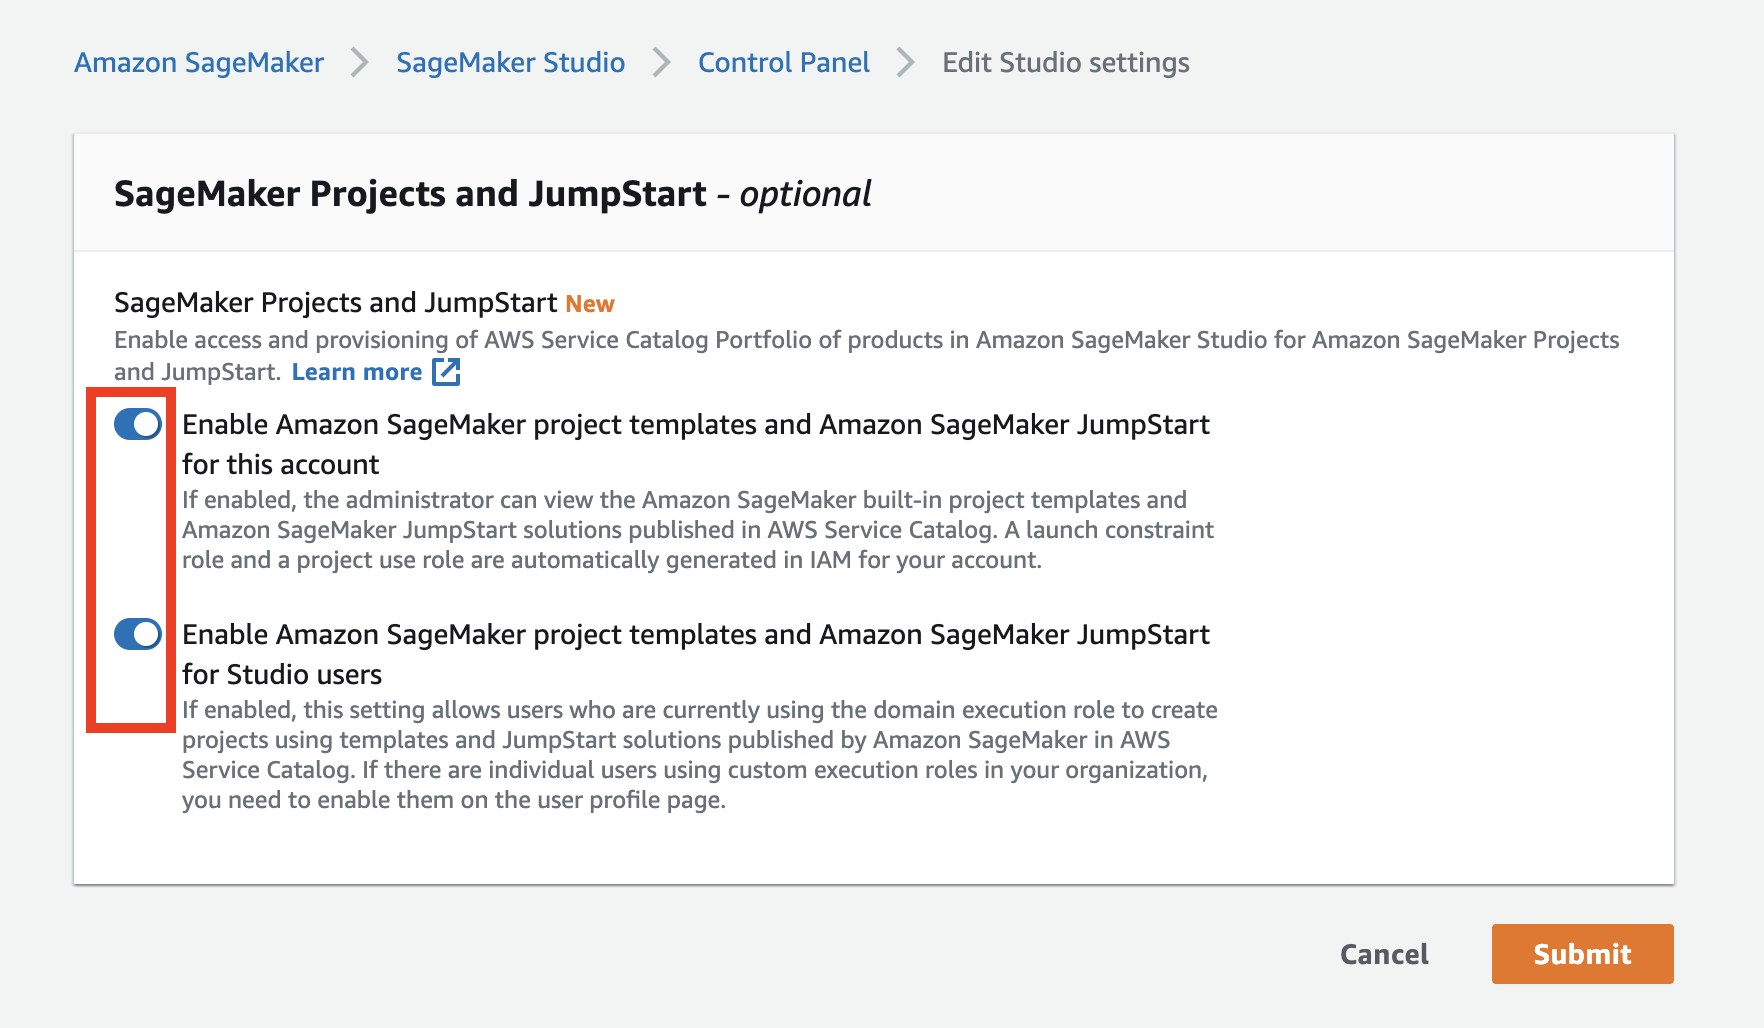 Amazon SageMaker > SageMaker Studio > Control Panel > Edit Studio settings
SageMaker Projects and JumpStart - optional
SageMaker Projects and JumpStart New
Enable access and provisioning of AWS Service Catalog Portfolio of products in Amazon SageMaker Studio for Amazon SageMaker Projects
and JumpStart. Learn more
Enable Amazon SageMaker project templates and Amazon SageMaker JumpStart
for this account
If enabled, the administrator can view the Amazon SageMaker built-in project templates and
Amazon SageMaker JumpStart solutions published in AWS Service Catalog. A launch constraint
role and a project use role are automatically generated in IAM for your account.
Enable Amazon SageMaker project templates and Amazon SageMaker JumpStart
for Studio users
If enabled, this setting allows users who are currently using the domain execution role to create
projects using templates and JumpStart solutions published by Amazon SageMaker in AWS
Service Catalog. If there are individual users using custom execution roles in your organization,
you need to enable them on the user profile page.
Cancel
Submit